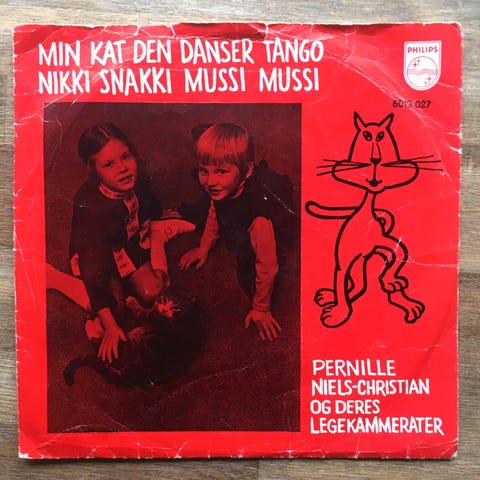 MIN KAT DEN DANSER TANGO
NIKKI SNAKKI MUSSI MUSSI
PHILIPS
6013 027
PERNILLE
NIELS-CHRISTIAN
OG DERES
LEGEKAMMERATER